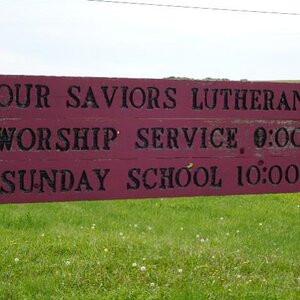 OUR SAVIORS LUTHERAN
WORSHIP SERVICE
SUNDAY SCHOOL 10:00